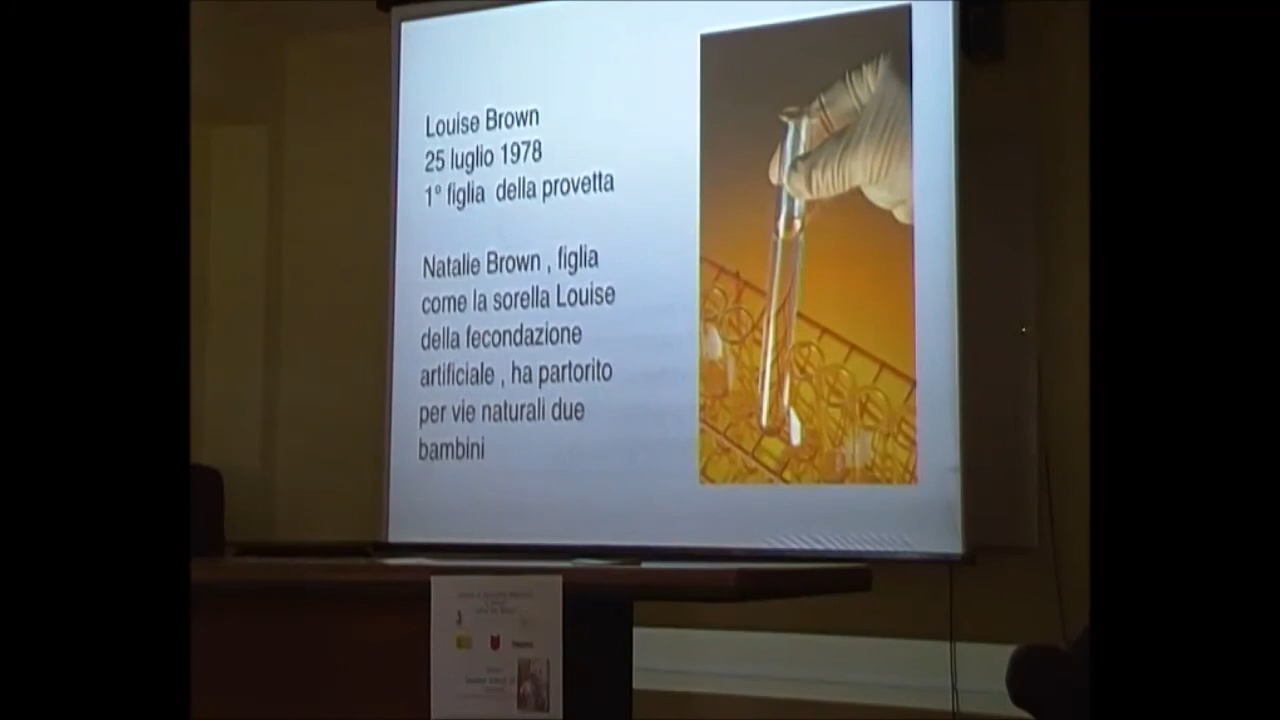 Louise Brown
25 luglio 1978
1° figlia della provetta
Natalie Brown , figlia
come la sorella Louise
della fecondazione
artificiale , ha partorito
per vie naturali due
bambini